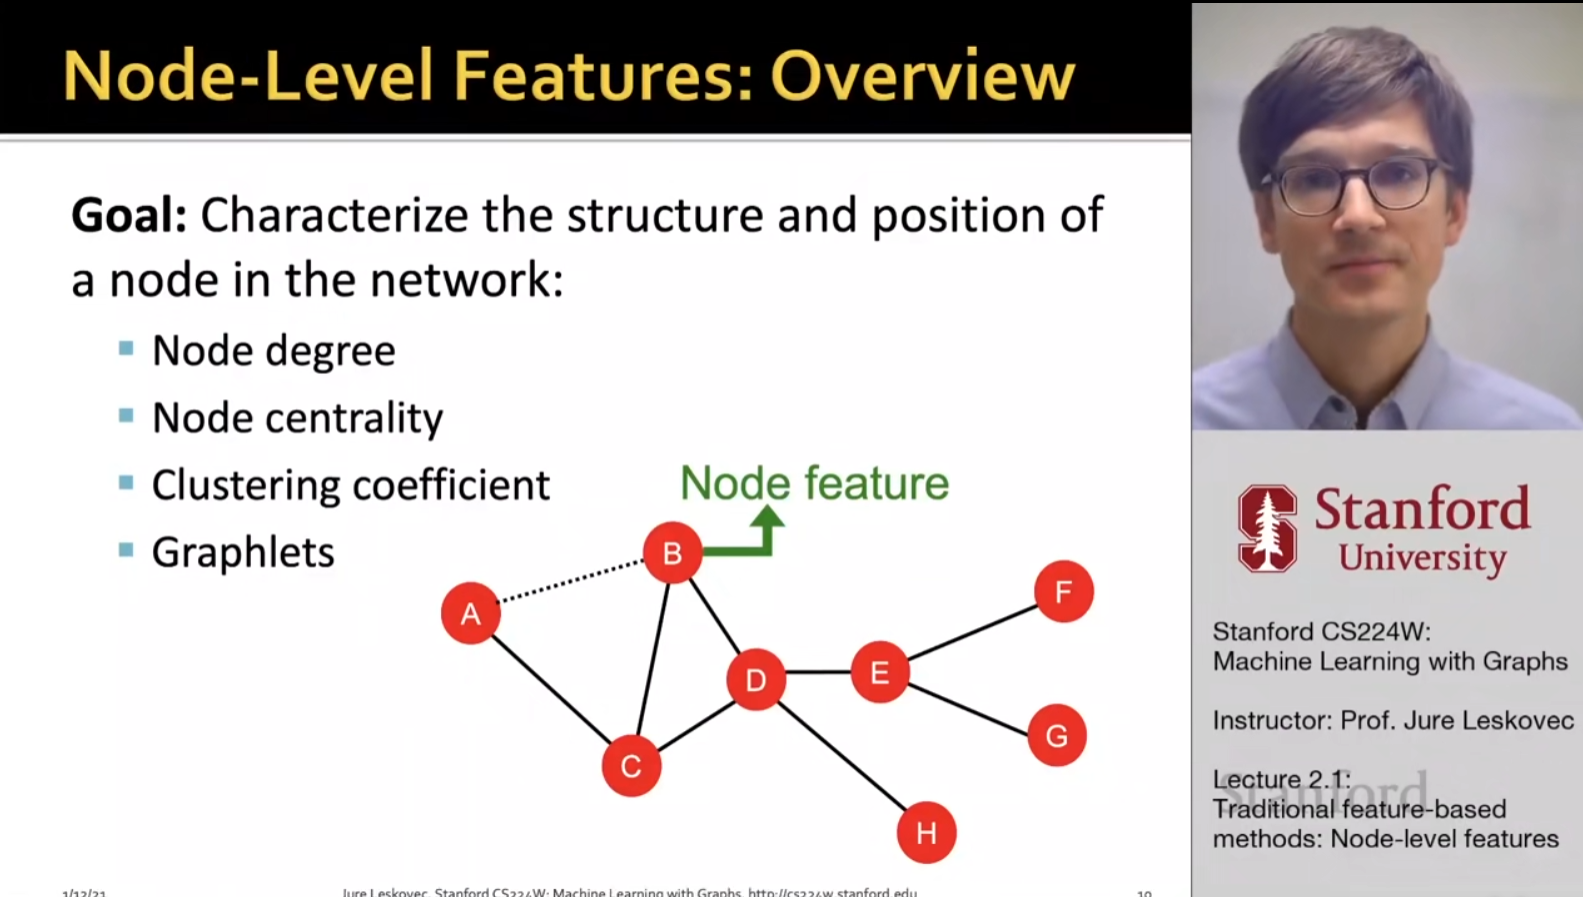 Node-Level Features: Overview
Goal: Characterize the structure and position of
a node in the network:
Node degree
Node centrality
Clustering coefficient
Graphlets
Node feature
B
A
F
D
E
G
C
H
1/12/21
Jure Leskovec, Stanford CS224W: Machine Learning with Graphs, http://cs224w.stanford.edu
10
Stanford
University
Stanford CS224W:
Machine Learning with Graphs
Instructor: Prof. Jure Leskovec
Stanford
Lecture 2.1:
Traditional feature-based
methods: Node-level features